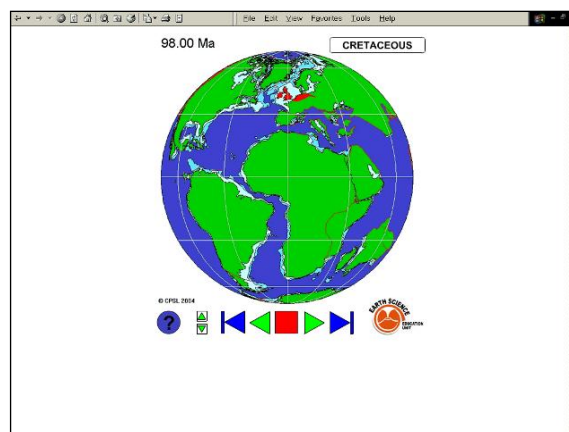 File Edit View Favorites Tools Help
98.00 Ma
CRETACEOUS
© CPSL 2004
?
EARTH SCIENCE
EDUCATION
UNIT